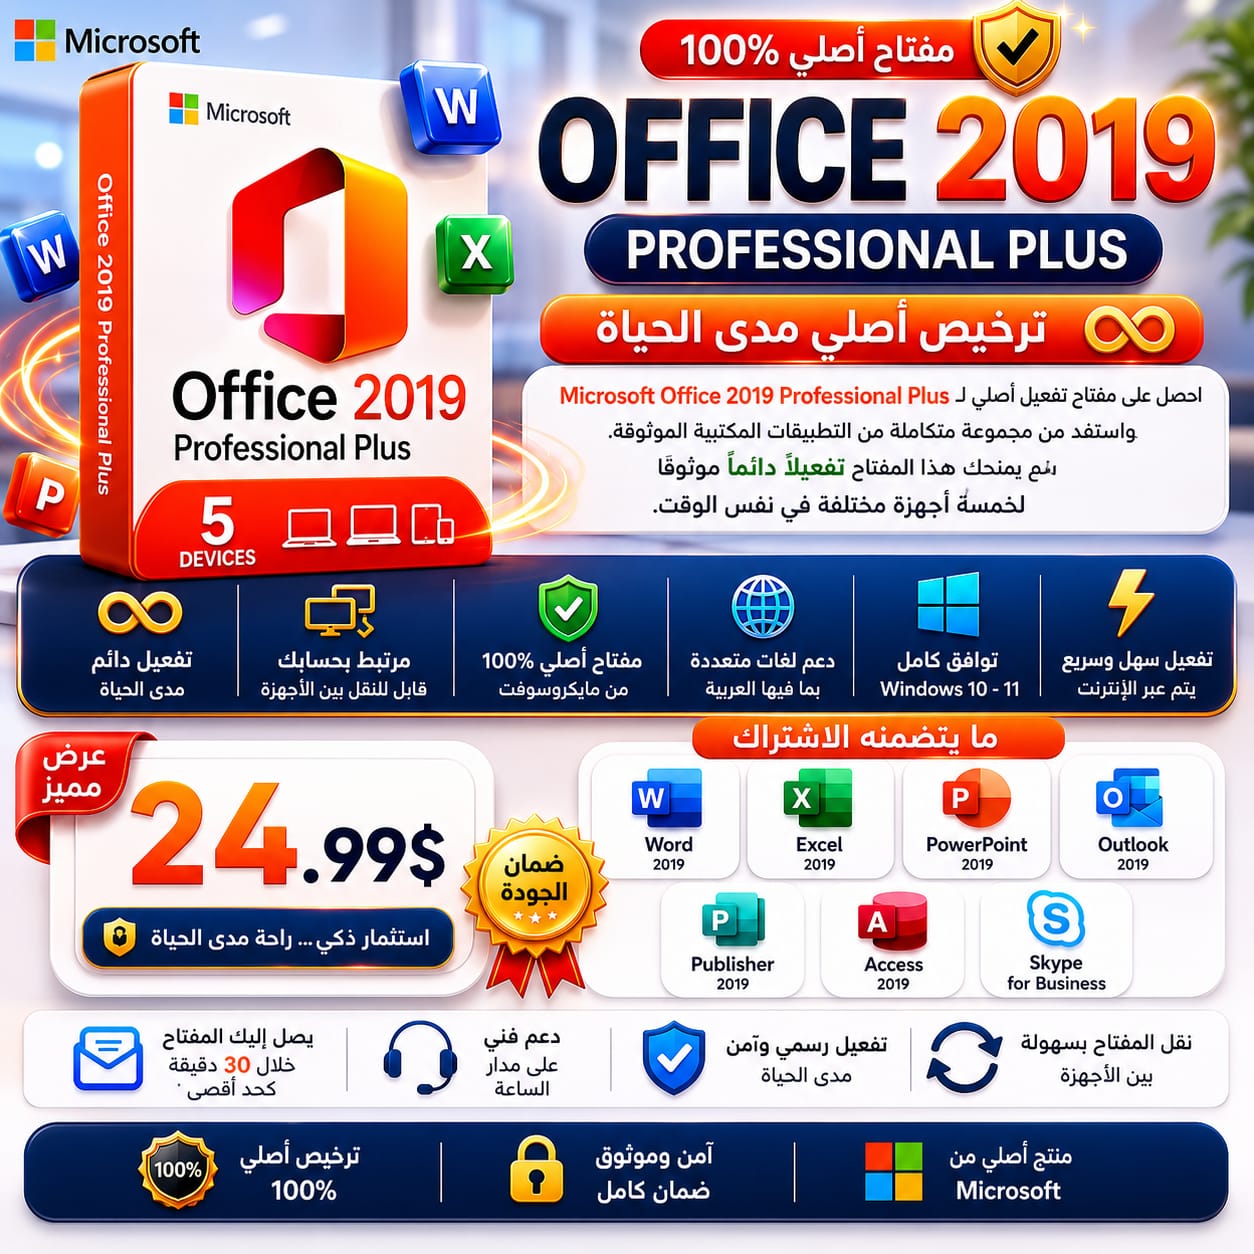 Microsoft
مفتاح أصلي 100%
OFFICE 2019
PROFESSIONAL PLUS
ترخيص أصلي مدى الحياة
احصل على مفتاح تفعيل أصلي لـ Microsoft Office 2019 Professional Plus
واستفد من مجموعة متكاملة من التطبيقات المكتبية الموثوقة.
يمنحك هذا المفتاح تفعيلاً دائماً موثوقًا
لخمسة أجهزة مختلفة في نفس الوقت.
Microsoft
Office 2019
Professional Plus
5
DEVICES
Office 2019 Professional Plus
W
X
W
P
تفعيل سهل وسريع
يتم عبر الإنترنت
توافق كامل
Windows 10 - 11
دعم لغات متعددة
بما فيها العربية
مفتاح أصلي 100%
من مايكروسوفت
مرتبط بحسابك
قابل للنقل بين الأجهزة
تفعيل دائم
مدى الحياة
ما يتضمنه الاشتراك
W
Word
2019
X
Excel
2019
P
PowerPoint
2019
O
Outlook
2019
P
Publisher
2019
A
Access
2019
S
Skype
for Business
عرض
مميز
24.99$
استثمار ذكي... راحة مدى الحياة
ضمان
الجودة
نقل المفتاح بسهولة
بين الأجهزة
تفعيل رسمي وآمن
مدى الحياة
دعم فني
على مدار
الساعة
يصل إليك المفتاح
خلال 30 دقيقة
كحد أقصى
منتج أصلي من
Microsoft
آمن وموثوق
ضمان كامل
ترخيص أصلي
100%
100%